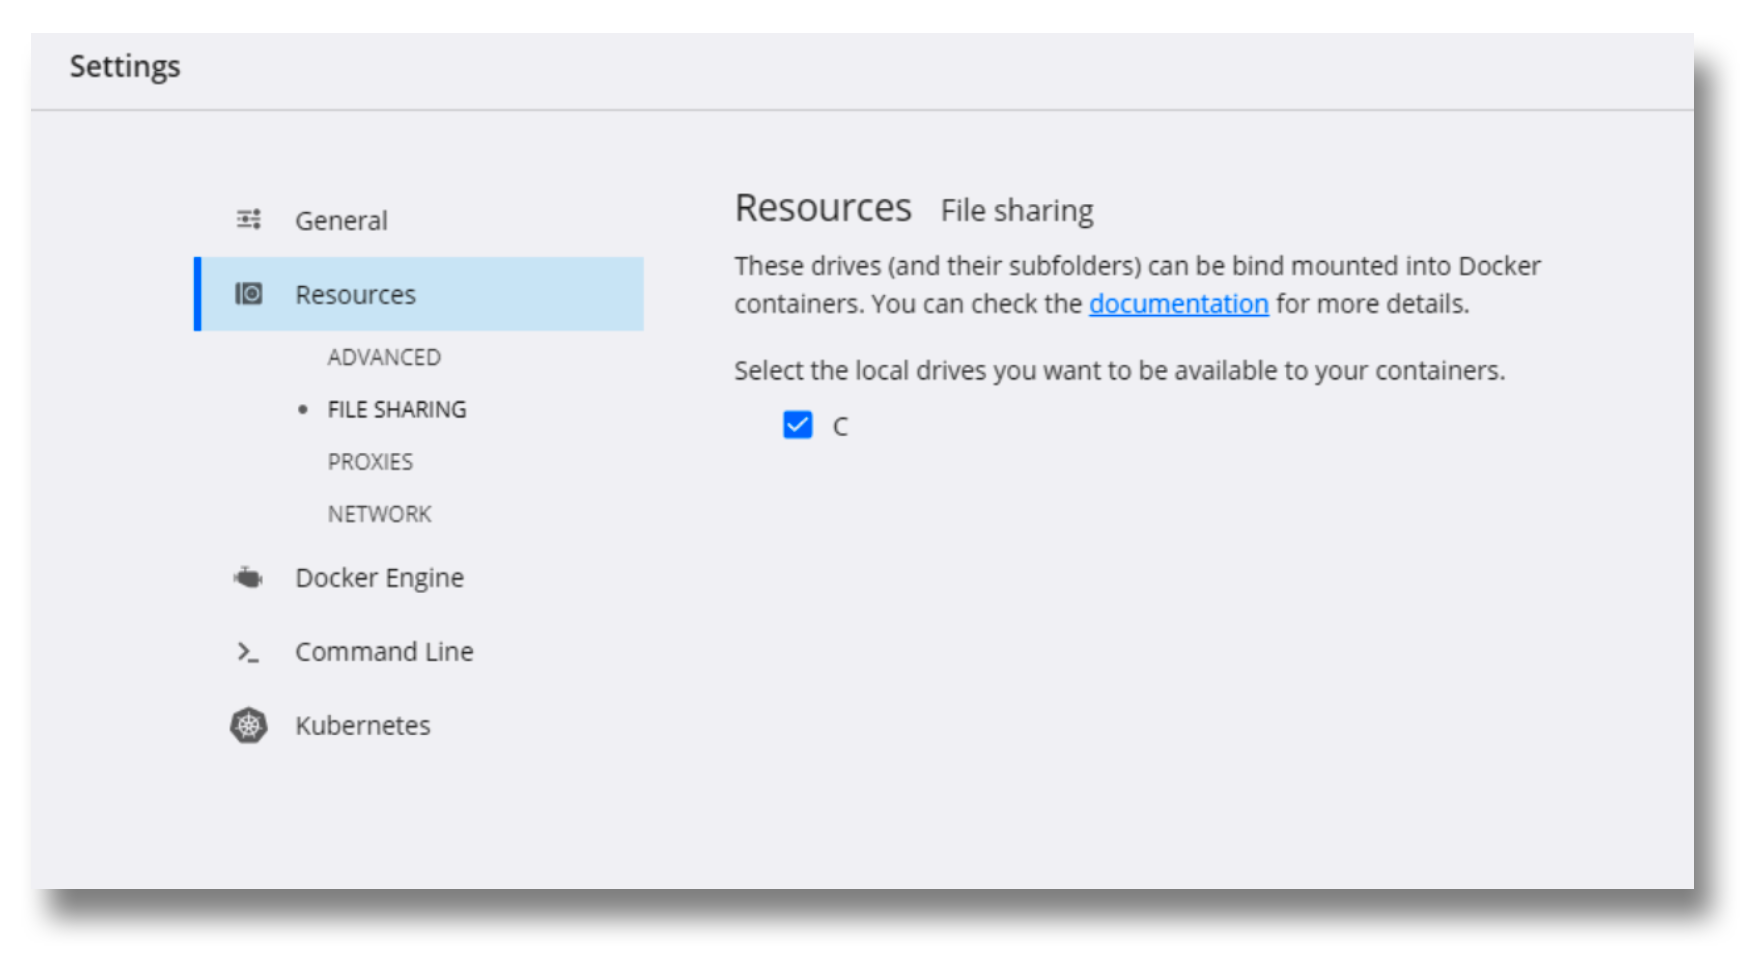 Settings
General
Resources
ADVANCED
FILE SHARING
PROXIES
NETWORK
Docker Engine
Command Line
Kubernetes
Resources File sharing
These drives (and their subfolders) can be bind mounted into Docker
containers. You can check the documentation for more details.
Select the local drives you want to be available to your containers.
C